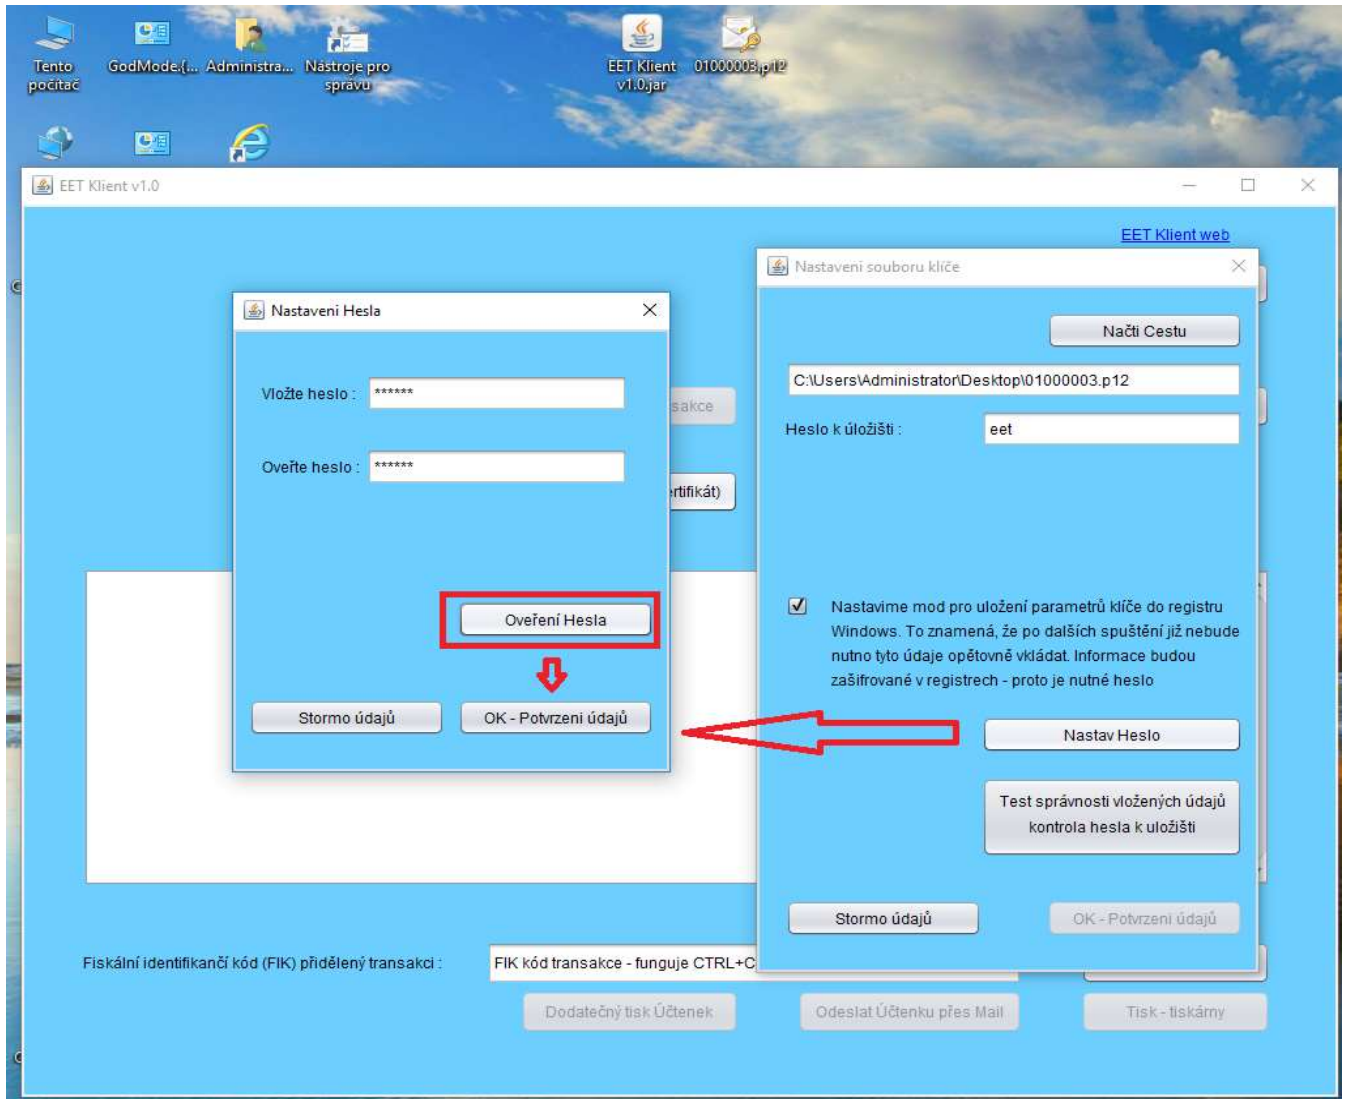 Tento
počítač
GodMode.{...
Administra...
Nástroje pro
správu
EET Klient
v1.0.jar
01000003.p12
EET Klient v1.0
EET Klient web
Nastaveni souboru klíče
Nastaveni Hesla
Načti Cestu
C:\Users\Administrator\Desktop\01000003.p12
Vložte heslo :
******
sakce
Heslo k úložišti :
eet
Oveřte heslo :
******
ertifikát)
Nastavime mod pro uložení parametrů klíče do registru
Windows. To znamená, že po dalších spuštění již nebude
nutno tyto údaje opětovně vkládat. Informace budou
zašifrované v registrech - proto je nutné heslo
Oveření Hesla
Stormo údajů
OK - Potvrzeni údajů
Nastav Heslo
Test správnosti vložených údajů
kontrola hesla k uložišti
Stormo údajů
OK - Potvrzeni údajů
Fiskální identifikančí kód (FIK) přidělený transakci :
FIK kód transakce - funguje CTRL+C
Dodatečný tisk Účtenek
Odeslat Účtenku přes Mail
Tisk - tiskárny